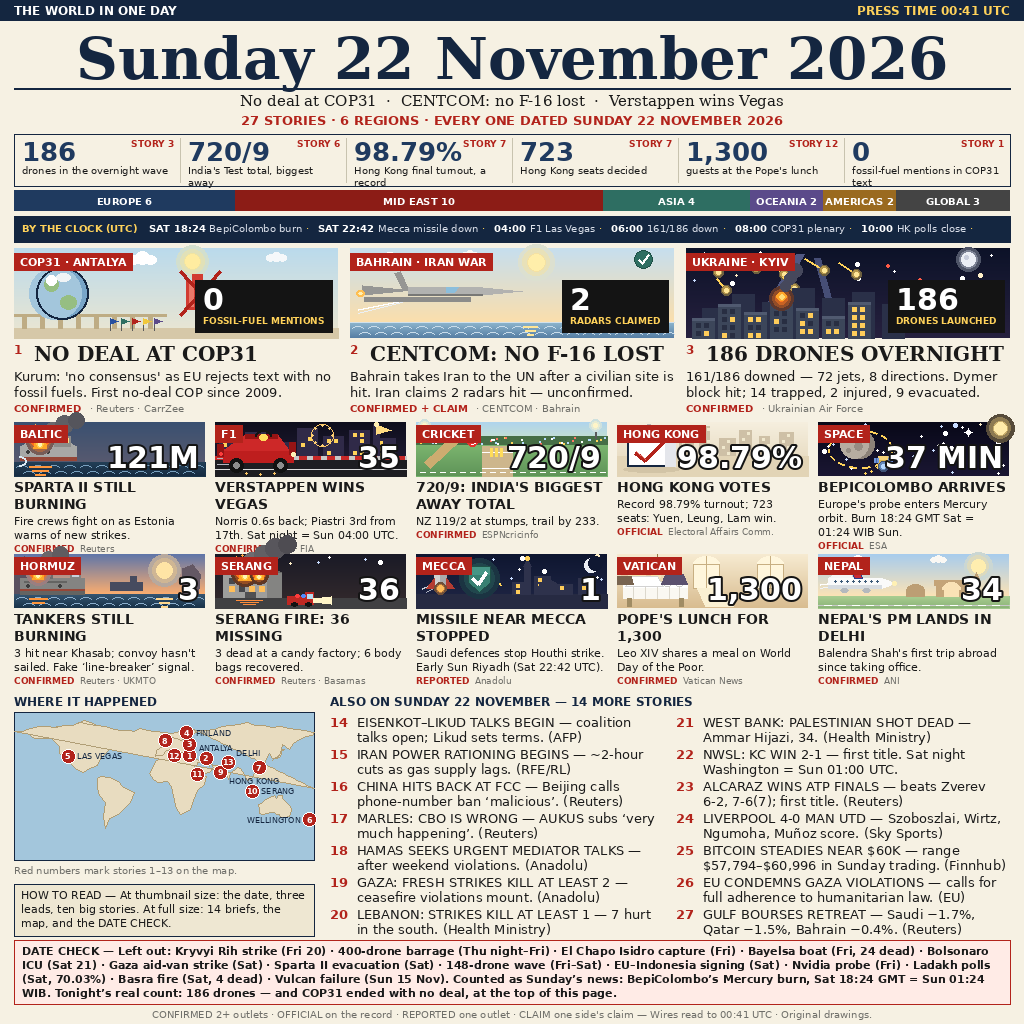 THE WORLD IN ONE DAY
PRESS TIME 00:41 UTC
Sunday 22 November 2026
No deal at COP31 · CENTCOM: no F-16 lost · Verstappen wins Vegas
27 STORIES · 6 REGIONS · EVERY ONE DATED SUNDAY 22 NOVEMBER 2026
186 STORY 3
drones in the overnight wave
720/9 STORY 6
India's Test total, biggest
away
98.79% STORY 7
Hong Kong final turnout, a
record
723 STORY 7
Hong Kong seats decided
1,300 STORY 12
guests at the Pope's lunch
0 STORY 1
fossil-fuel mentions in COP31
text
EUROPE 6
MID EAST 10
ASIA 4
OCEANIA 2
AMERICAS 2
GLOBAL 3
BY THE CLOCK (UTC) SAT 18:24 BepiColombo burn · SAT 22:42 Mecca missile down · 04:00 F1 Las Vegas · 06:00 161/186 down · 08:00 COP31 plenary · 10:00 HK polls close ·
COP31 · ANTALYA
0
FOSSIL-FUEL MENTIONS
1 NO DEAL AT COP31
Kurum: 'no consensus' as EU rejects text with no
fossil fuels. First no-deal COP since 2009.
CONFIRMED · Reuters · CarrZee
BAHRAIN · IRAN WAR
2
RADARS CLAIMED
2 CENTCOM: NO F-16 LOST
Bahrain takes Iran to the UN after a civilian site is
hit. Iran claims 2 radars hit — unconfirmed.
CONFIRMED + CLAIM · CENTCOM · Bahrain
UKRAINE · KYIV
186
DRONES LAUNCHED
3 186 DRONES OVERNIGHT
161/186 downed — 72 jets, 8 directions. Dymer
block hit; 14 trapped, 2 injured, 9 evacuated.
CONFIRMED · Ukrainian Air Force
BALTIC
121M
SPARTA II STILL
BURNING
Fire crews fight on as Estonia
warns of new strikes.
CONFIRMED Reuters
F1
35
VERSTAPPEN WINS
VEGAS
Norris 0.6s back; Piastri 3rd from
17th. Sat night = Sun 04:00 UTC.
CONFIRMED FIA
CRICKET
720/9
720/9: INDIA'S BIGGEST
AWAY TOTAL
NZ 119/2 at stumps, trail by 233.
CONFIRMED ESPNcricinfo
HONG KONG
98.79%
HONG KONG VOTES
Record 98.79% turnout; 723
seats: Yuen, Leung, Lam win.
OFFICIAL Electoral Affairs Comm.
SPACE
37 MIN
BEPICOLOMBO ARRIVES
Europe's probe enters Mercury
orbit. Burn 18:24 GMT Sat =
01:24 WIB Sun.
OFFICIAL ESA
HORMUZ
3
TANKERS STILL
BURNING
3 hit near Khasab; convoy hasn't
sailed. Fake ‘line-breaker’ signal.
CONFIRMED Reuters · UKMTO
SERANG
36
SERANG FIRE: 36
MISSING
3 dead at a candy factory; 6 body
bags recovered.
CONFIRMED Reuters · Basarnas
MECCA
1
MISSILE NEAR MECCA
STOPPED
Saudi defences stop Houthi strike.
Early Sun Riyadh (Sat 22:42 UTC).
REPORTED Anadolu
VATICAN
1,300
POPE'S LUNCH FOR
1,300
Leo XIV shares a meal on World
Day of the Poor.
CONFIRMED Vatican News
NEPAL
34
NEPAL'S PM LANDS IN
DELHI
Balendra Shah's first trip abroad
since taking office.
CONFIRMED ANI
WHERE IT HAPPENED
4 FINLAND
8
3
ANTALYA
5 LAS VEGAS
12
1
2
DELHI
13
7
11
9
HONG KONG
10 SERANG
WELLINGTON 6
Red numbers mark stories 1–13 on the map.
HOW TO READ — At thumbnail size: the date, three
leads, ten big stories. At full size: 14 briefs, the
map, and the DATE CHECK.
ALSO ON SUNDAY 22 NOVEMBER — 14 MORE STORIES
14 EISENKOT–LIKUD TALKS BEGIN — coalition
talks open; Likud sets terms. (AFP)
15 IRAN POWER RATIONING BEGINS — ~2-hour
cuts as gas supply lags. (RFE/RL)
16 CHINA HITS BACK AT FCC — Beijing calls
phone-number ban ‘malicious’. (Reuters)
17 MARLES: CBO IS WRONG — AUKUS subs ‘very
much happening’. (Reuters)
18 HAMAS SEEKS URGENT MEDIATOR TALKS —
after weekend violations. (Anadolu)
19 GAZA: FRESH STRIKES KILL AT LEAST 2 —
ceasefire violations mount. (Anadolu)
20 LEBANON: STRIKES KILL AT LEAST 1 — 7 hurt
in the south. (Health Ministry)
21 WEST BANK: PALESTINIAN SHOT DEAD —
Ammar Hijazi, 34. (Health Ministry)
22 NWSL: KC WIN 2-1 — first title. Sat night
Washington = Sun 01:00 UTC.
23 ALCARAZ WINS ATP FINALS — beats Zverev
6-2, 7-6(7); first title. (Reuters)
24 LIVERPOOL 4-0 MAN UTD — Szoboszlai, Wirtz,
Ngumoha, Muñoz score. (Sky Sports)
25 BITCOIN STEADIES NEAR $60K — range
$57,794–$60,996 in Sunday trading. (Finnhub)
26 EU CONDEMNS GAZA VIOLATIONS — calls for
full adherence to humanitarian law. (EU)
27 GULF BOURSES RETREAT — Saudi −1.7%,
Qatar −1.5%, Bahrain −0.4%. (Reuters)
DATE CHECK — Left out: Kryvyi Rih strike (Fri 20) · 400-drone barrage (Thu night–Fri) · El Chapo Isidro capture (Fri) · Bayelsa boat (Fri, 24 dead) · Bolsonaro
ICU (Sat 21) · Gaza aid-van strike (Sat) · Sparta II evacuation (Sat) · 148-drone wave (Fri–Sat) · EU–Indonesia signing (Sat) · Nvidia probe (Fri) · Ladakh polls
(Sat, 70.03%) · Basra fire (Sat, 4 dead) · Vulcan failure (Sun 15 Nov). Counted as Sunday’s news: BepiColombo’s Mercury burn, Sat 18:24 GMT = Sun 01:24
WIB. Tonight’s real count: 186 drones — and COP31 ended with no deal, at the top of this page.
CONFIRMED 2+ outlets · OFFICIAL on the record · REPORTED one outlet · CLAIM one side's claim — Wires read to 00:41 UTC · Original drawings.